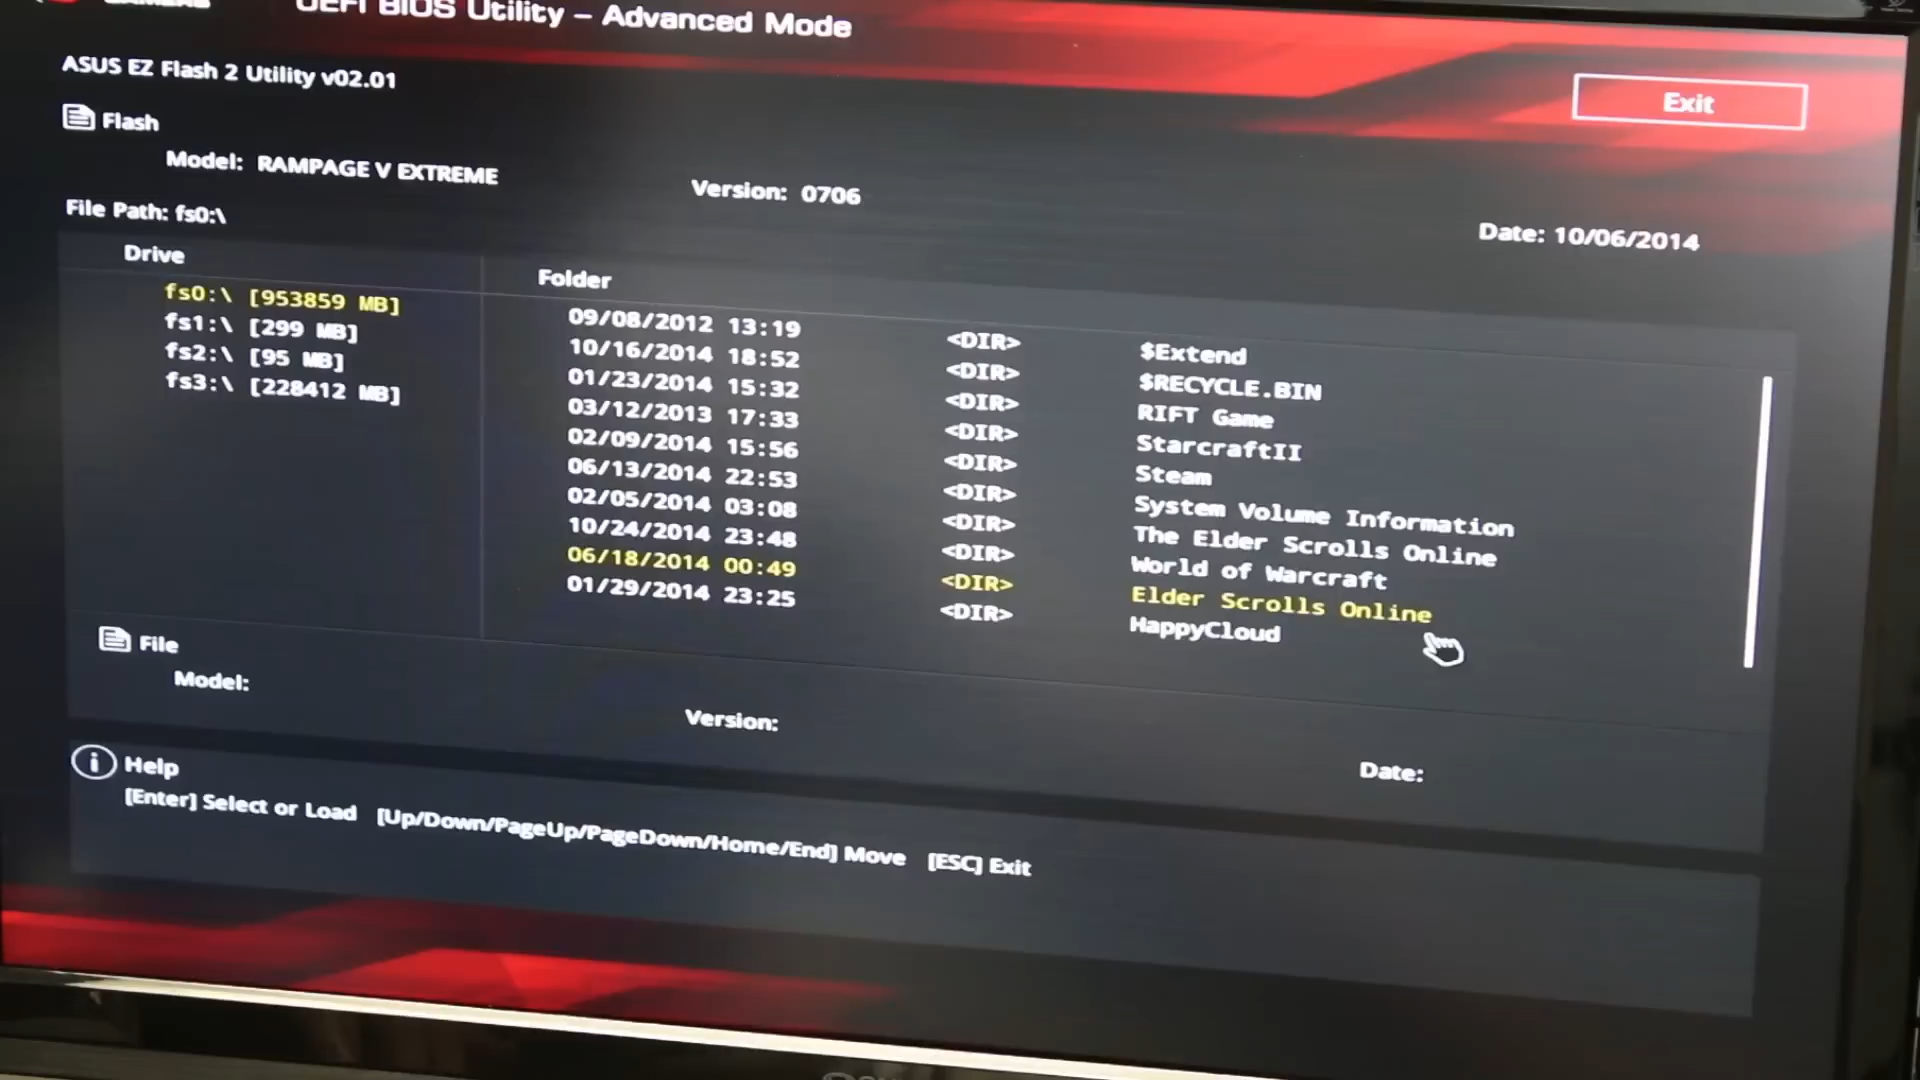 UEFI BIOS Utility – Advanced Mode
ASUS EZ Flash 2 Utility v02.01
Exit
Flash
Model: RAMPAGE V EXTREME
Version: 0706
Date: 10/06/2014
File Path: fs0:\
Drive
Folder
fs0:\ [953859 MB]
fs1:\ [299 MB]
fs2:\ [95 MB]
fs3:\ [228412 MB]
09/08/2012 13:19 <DIR> $Extend
10/16/2014 18:52 <DIR> $RECYCLE.BIN
01/23/2014 15:32 <DIR> RIFT Game
03/12/2013 17:33 <DIR> StarcraftII
02/09/2014 15:56 <DIR> Steam
06/13/2014 22:53 <DIR> System Volume Information
02/05/2014 03:08 <DIR> The Elder Scrolls Online
10/24/2014 23:48 <DIR> World of Warcraft
06/18/2014 00:49 <DIR> Elder Scrolls Online
01/29/2014 23:25 <DIR> HappyCloud
File
Model:
Version:
Date:
Help
[Enter] Select or Load [Up/Down/PageUp/PageDown/Home/End] Move [ESC] Exit